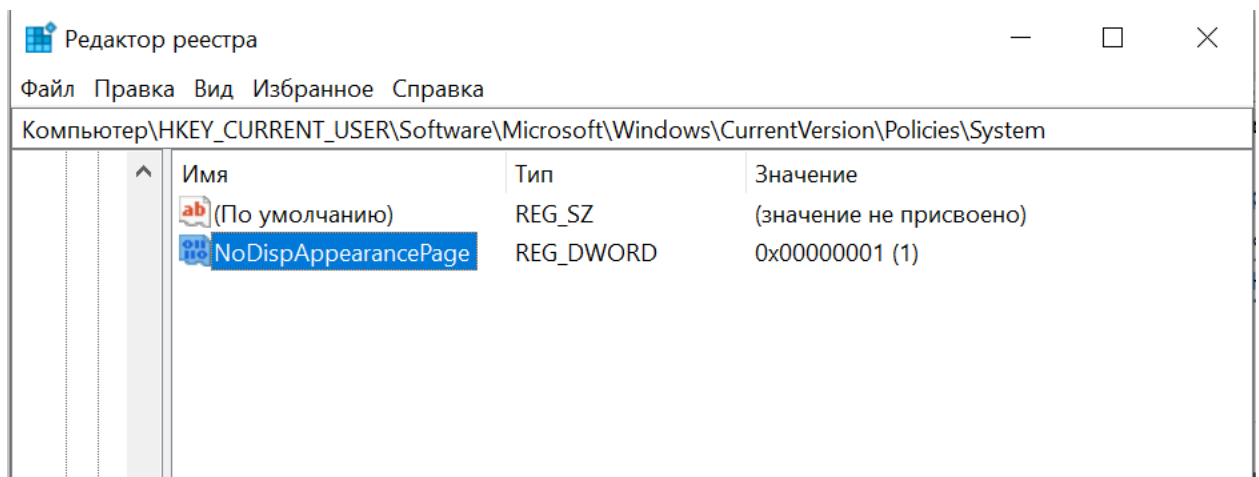 Редактор реестра
Файл Правка Вид Избранное Справка
Компьютер\HKEY_CURRENT_USER\Software\Microsoft\Windows\CurrentVersion\Policies\System
Имя Тип Значение
ab (По умолчанию) REG_SZ (значение не присвоено)
NoDispAppearancePage REG_DWORD 0x00000001 (1)